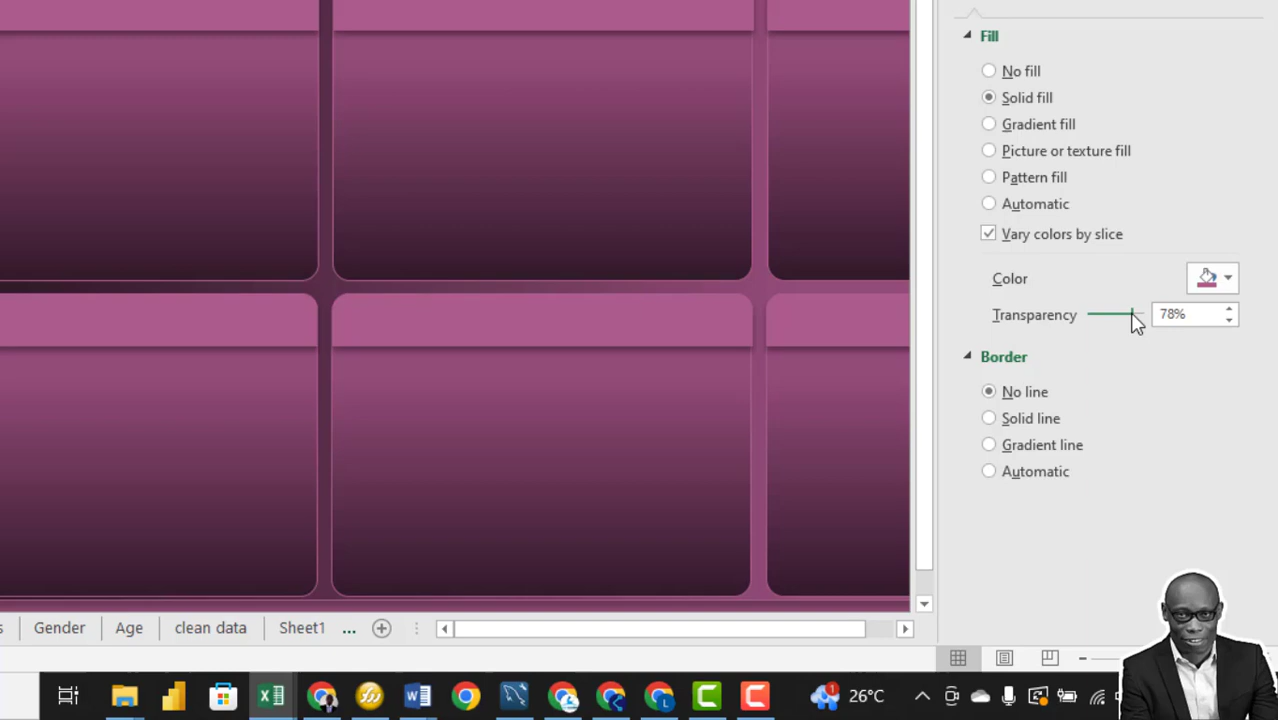 Fill
No fill
Solid fill
Gradient fill
Picture or texture fill
Pattern fill
Automatic
Vary colors by slice
Color
Transparency 78%
Border
No line
Solid line
Gradient line
Automatic
s Gender Age clean data Sheet1 ...
26°C